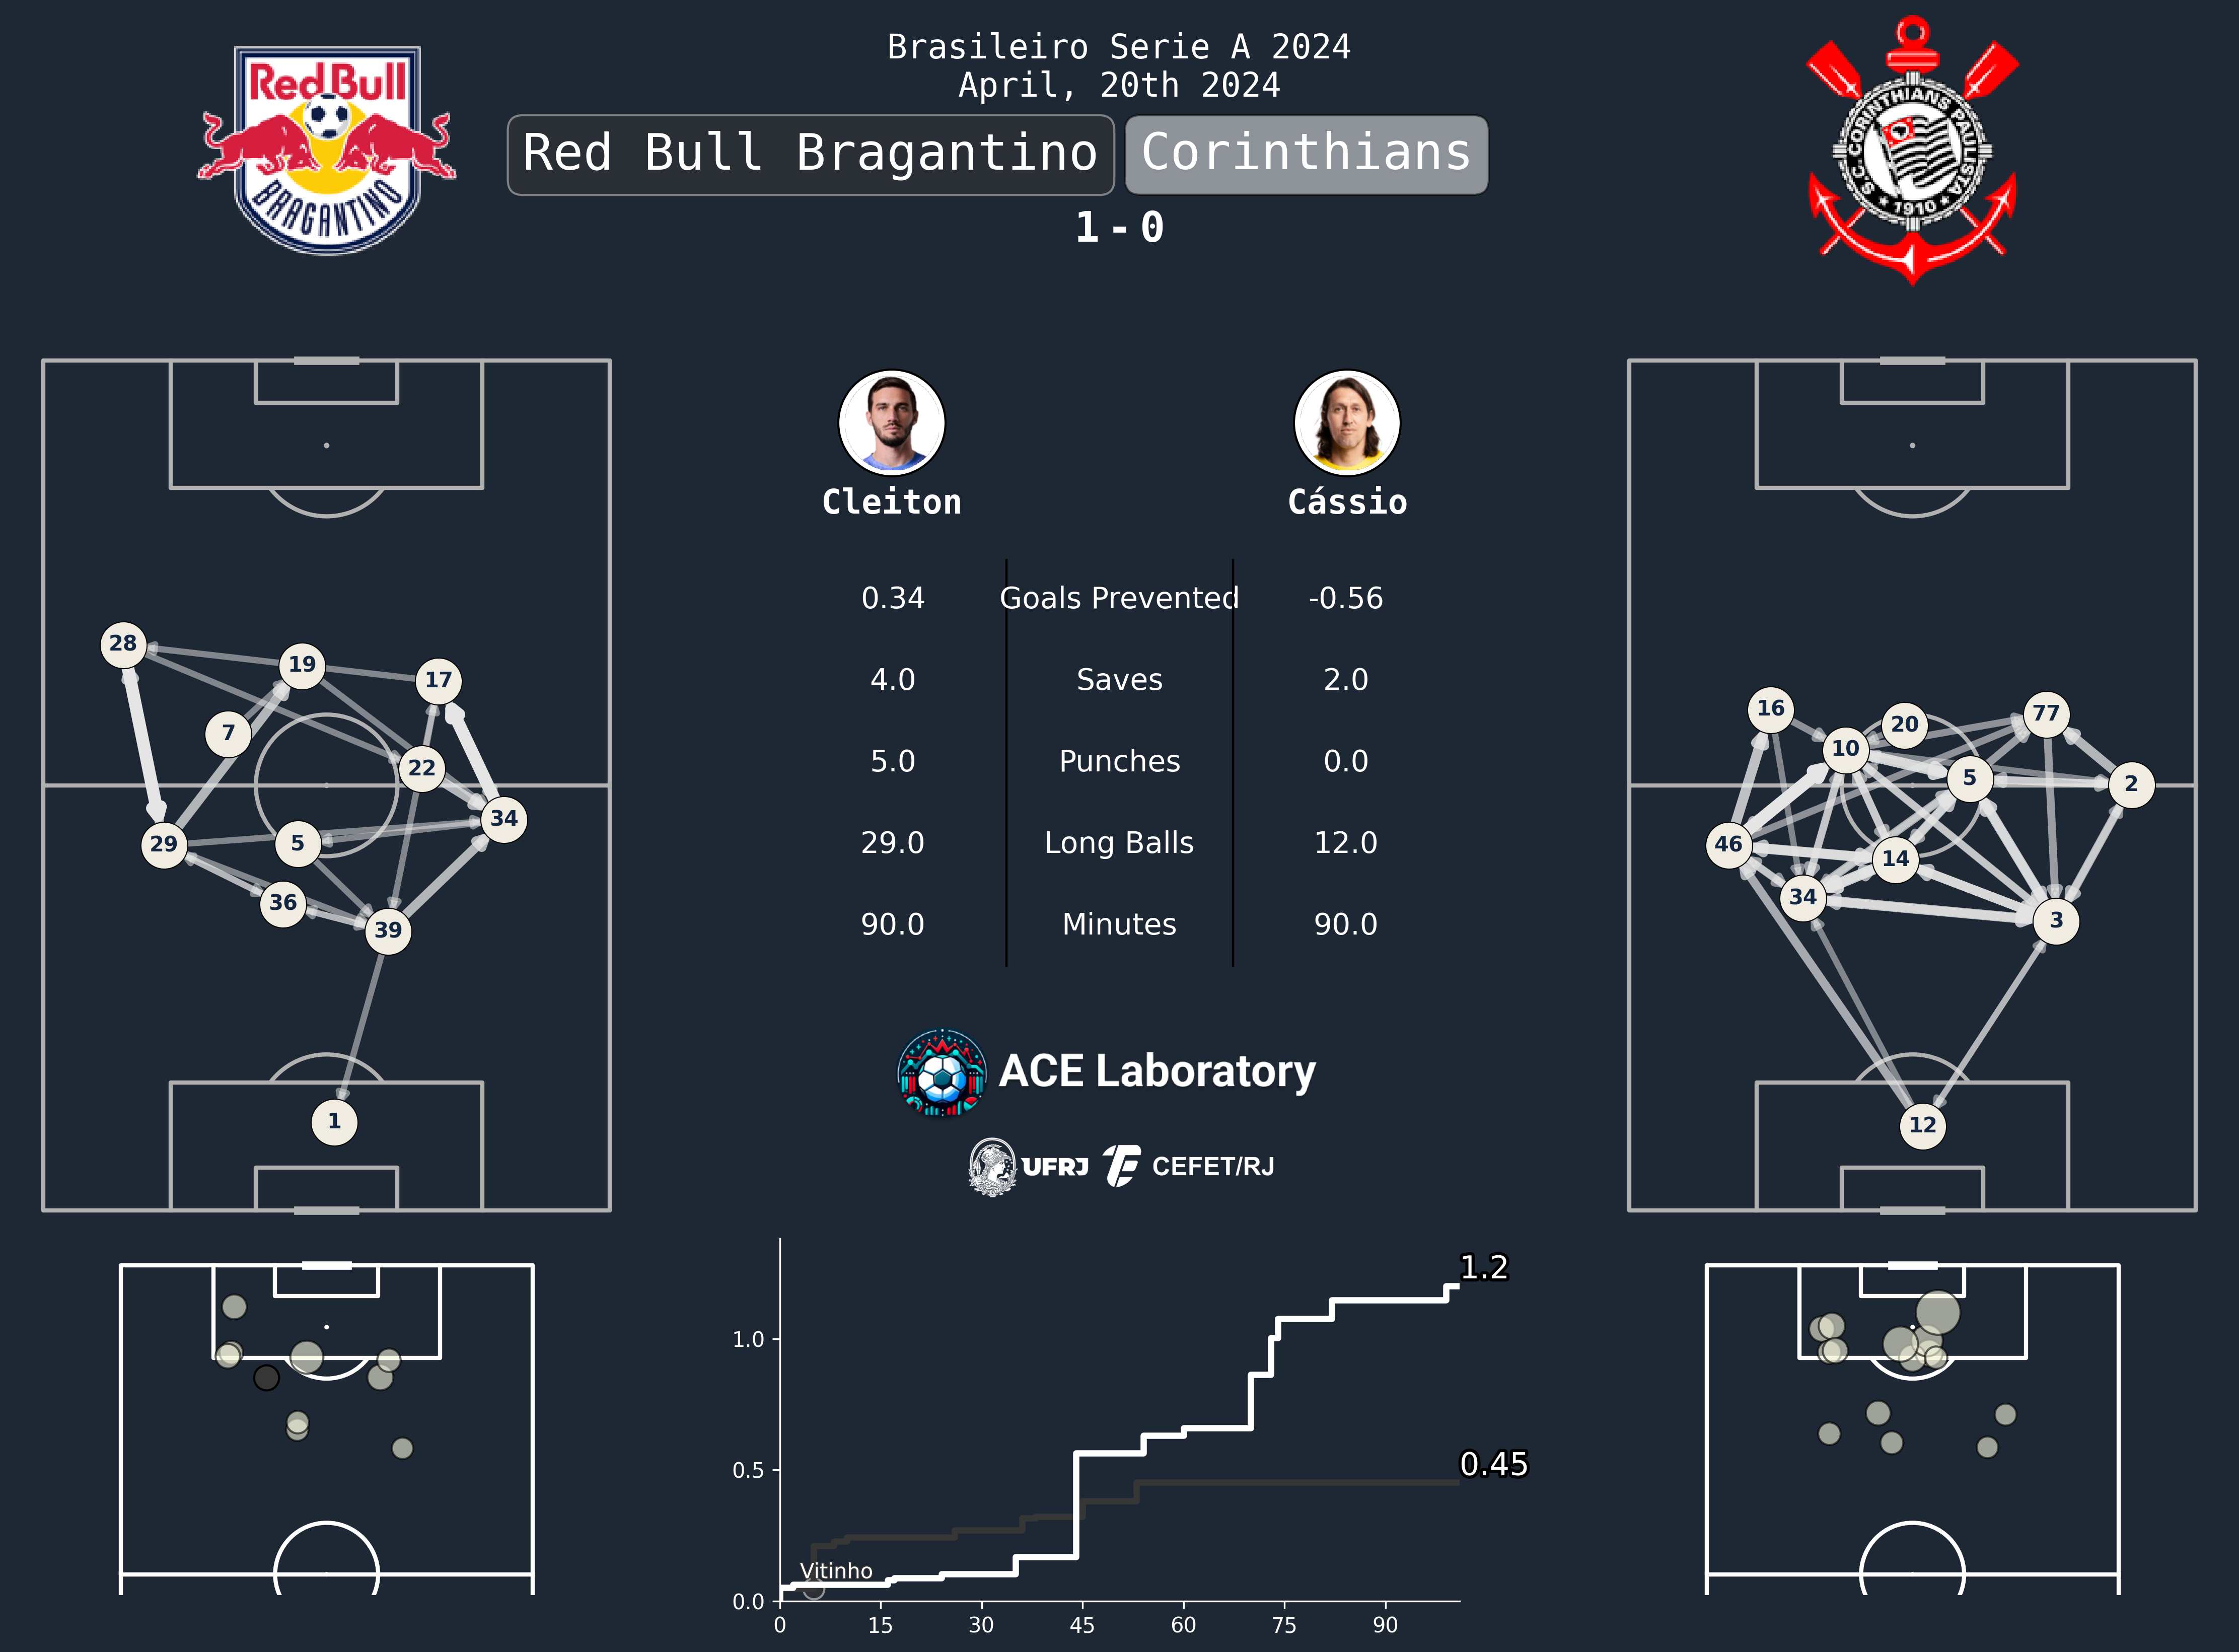 Brasileiro Serie A 2024
April, 20th 2024
Red Bull Bragantino Corinthians
1-0
Red Bull
BRAGANTINO
S.C. CORINTHIANS PAULISTA
1910
28
19
17
7
22
34
29
5
36
39
1
Cleiton Cássio
0.34 Goals Prevented -0.56
4.0 Saves 2.0
5.0 Punches 0.0
29.0 Long Balls 12.0
90.0 Minutes 90.0
ACE Laboratory
UFRJ CEFET/RJ
16
20
77
10
5
2
46
14
34
3
12
1.2
1.0
0.5
0.45
Vitinho
0.0
0 15 30 45 60 75 90